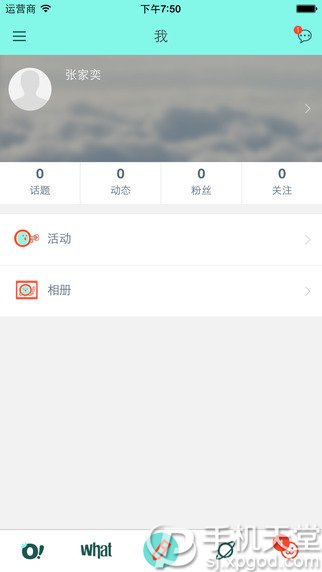 运营商 下午7:50
我
1
张家奕
0 0 0 0
话题 动态 粉丝 关注
活动
相册
O! What
手机天堂
sj.xpgod.com